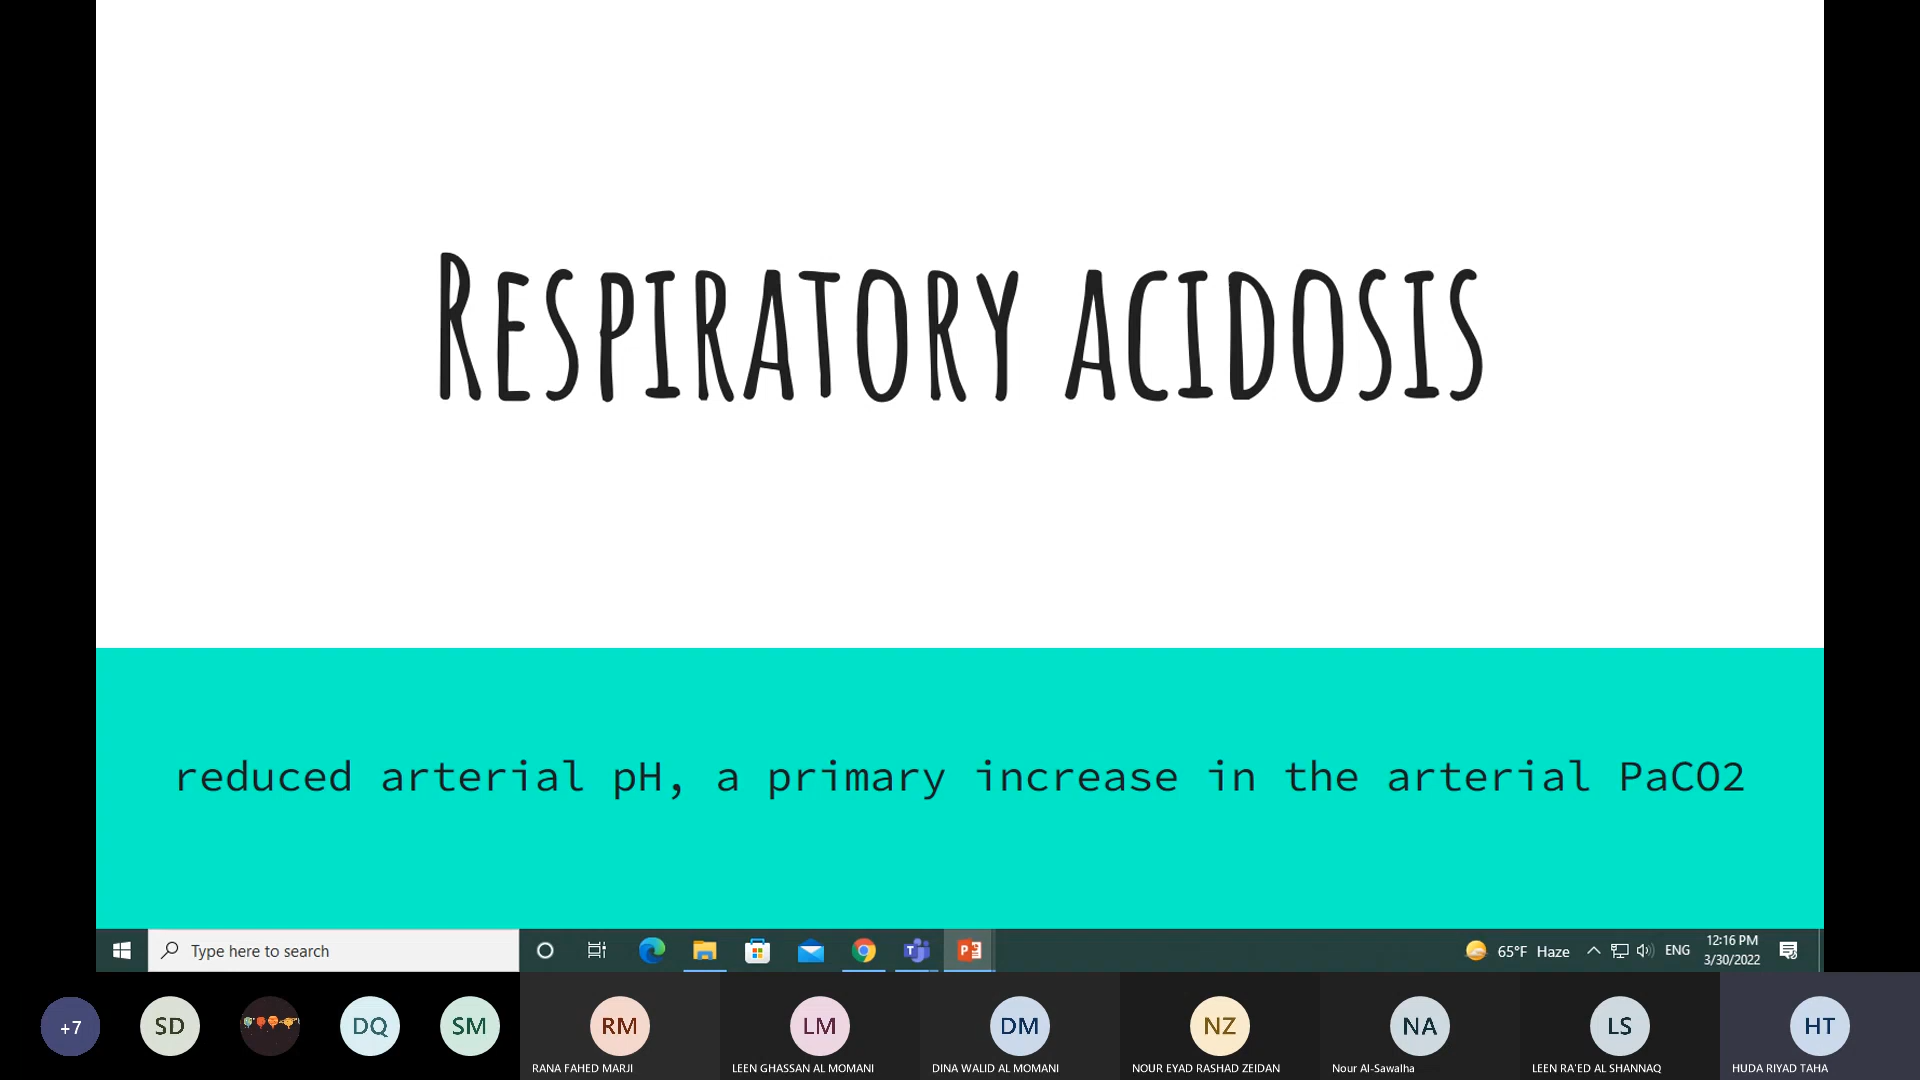 RESPIRATORY ACIDOSIS
reduced arterial pH, a primary increase in the arterial PaCO2
Type here to search
65°F Haze
ENG
12:16 PM
3/30/2022
+7
SD
DQ
SM
RM
LM
DM
NZ
NA
LS
HT
RANA FAHED MARJI
LEEN GHASSAN AL MOMANI
DINA WALID AL MOMANI
NOUR EYAD RASHAD ZEIDAN
Nour Al-Sawalha
LEEN RA'ED AL SHANNAQ
HUDA RIYAD TAHA